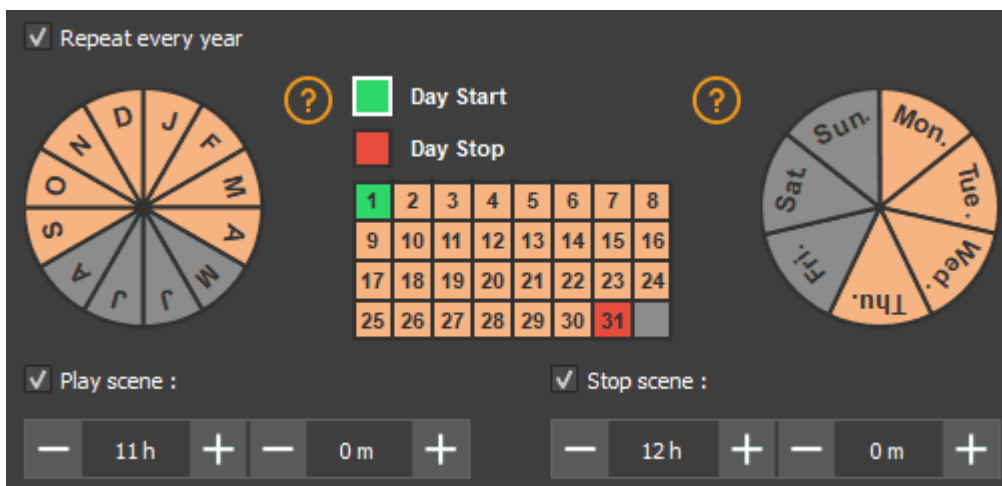 Repeat every year
J
F
M
A
M
J
J
A
S
O
N
D
?
Day Start
Day Stop
1 2 3 4 5 6 7 8
9 10 11 12 13 14 15 16
17 18 19 20 21 22 23 24
25 26 27 28 29 30 31
?
Mon.
Tue.
Wed.
Thu.
Fri.
Sat
Sun.
Play scene :
Stop scene :
11 h
0 m
12 h
0 m